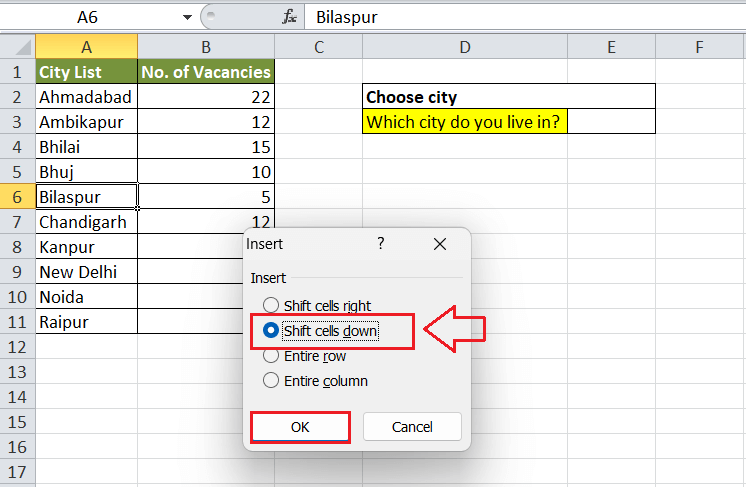 A6 fx Bilaspur
A B C D E F
1 City List No. of Vacancies
2 Ahmadabad 22 Choose city
3 Ambikapur 12 Which city do you live in?
4 Bhilai 15
5 Bhuj 10
6 Bilaspur 5
7 Chandigarh 12
8 Kanpur
9 New Delhi
10 Noida
11 Raipur
12
13
14
15
16
17
Insert ?
Insert
Shift cells right
Shift cells down
Entire row
Entire column
OK Cancel